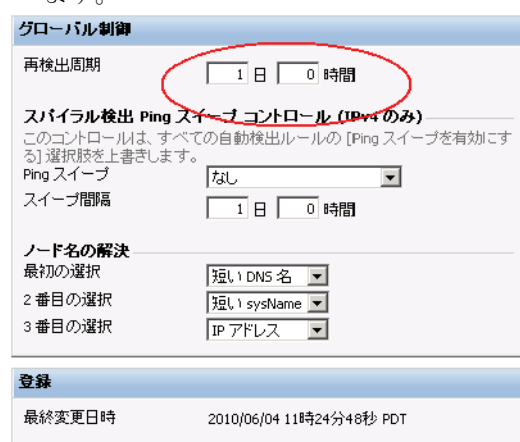 ます。
グローバル制御
再検出周期 1 日 0 時間
スパイラル検出 Ping スイープ コントロール (IPv4 のみ)
このコントロールは、すべての自動検出ルールの [Ping スイープを有効にす
る] 選択肢を上書きします。
Ping スイープ なし
スイープ間隔 1 日 0 時間
ノード名の解決
最初の選択 短い DNS 名
2 番目の選択 短い sysName
3 番目の選択 IP アドレス
登録
最終変更日時 2010/06/04 11時24分48秒 PDT